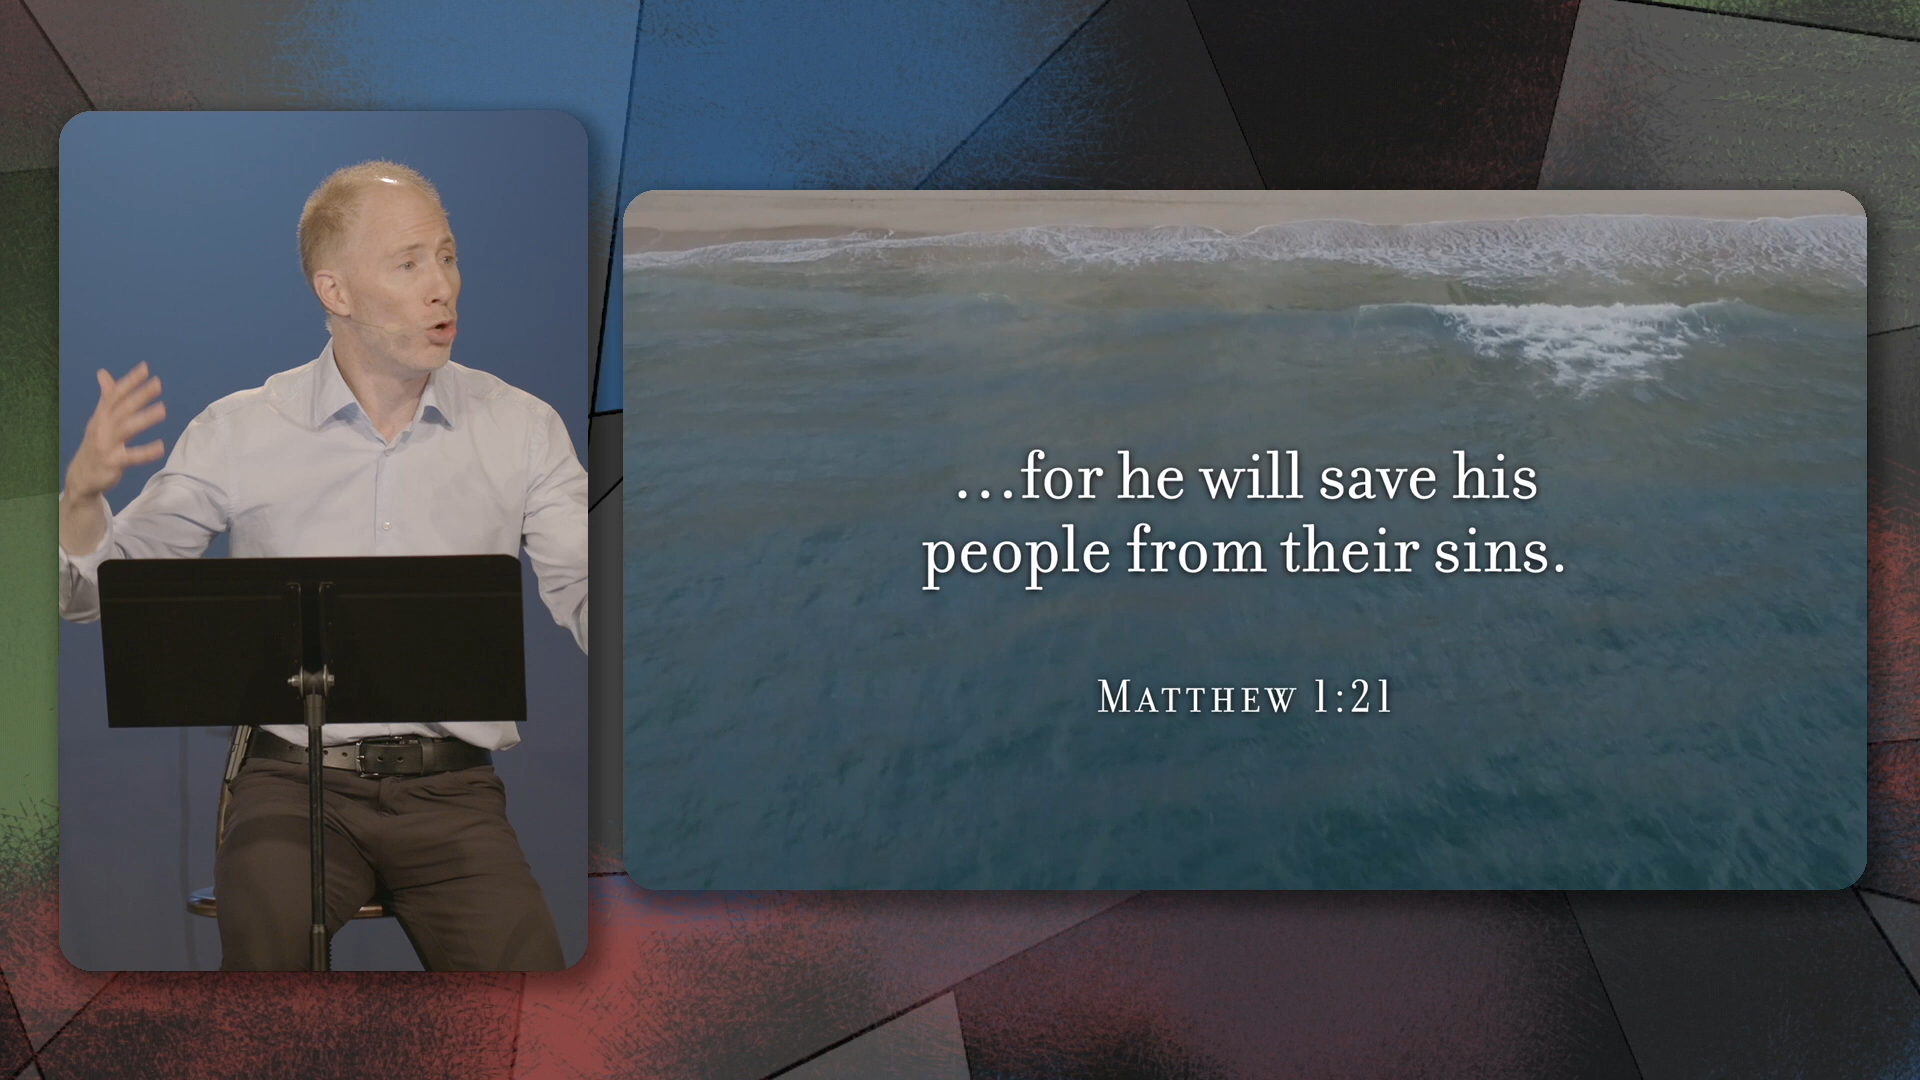 …for he will save his
people from their sins.
MATTHEW 1:21